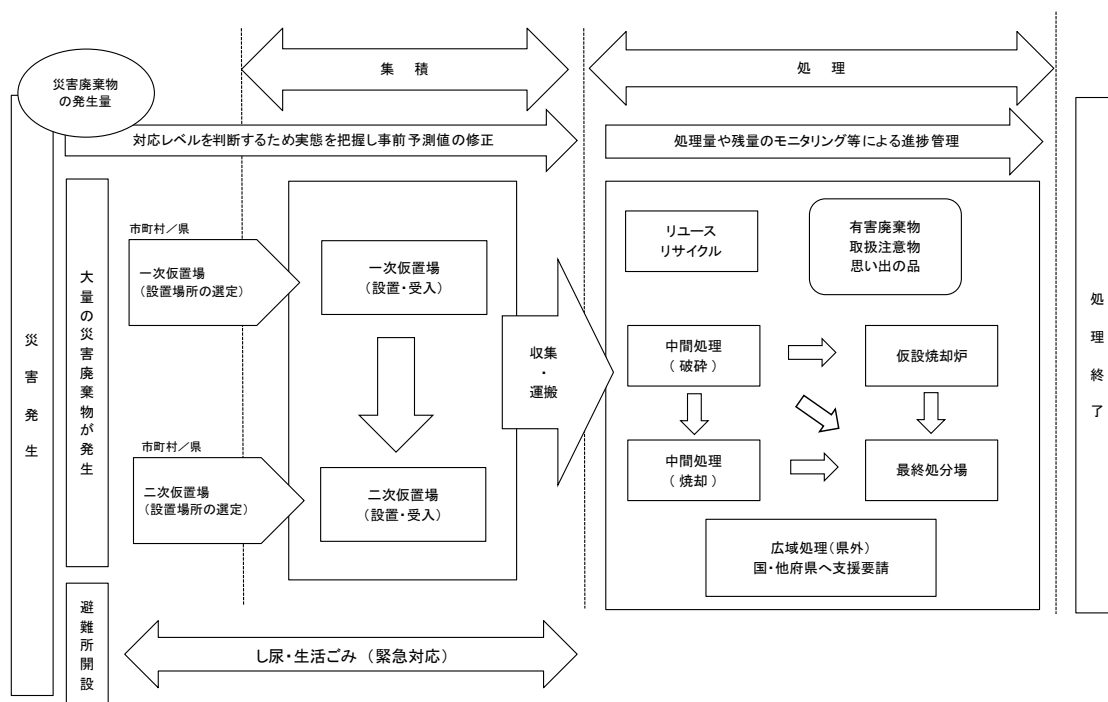 集　積
処　理
災害廃棄物
の発生量
対応レベルを判断するため実態を把握し事前予測値の修正
処理量や残量のモニタリング等による進捗管理
災害発生
大量の災害廃棄物が発生
市町村／県
一次仮置場
（設置場所の選定）
一次仮置場
（設置・受入）
市町村／県
二次仮置場
（設置場所の選定）
二次仮置場
（設置・受入）
収集
・
運搬
リユース
リサイクル
有害廃棄物
取扱注意物
思い出の品
中間処理
（ 破砕 ）
仮設焼却炉
中間処理
（ 焼却 ）
最終処分場
広域処理（県外）
国・他府県へ支援要請
処理終了
避難所開設
し尿・生活ごみ （緊急対応）